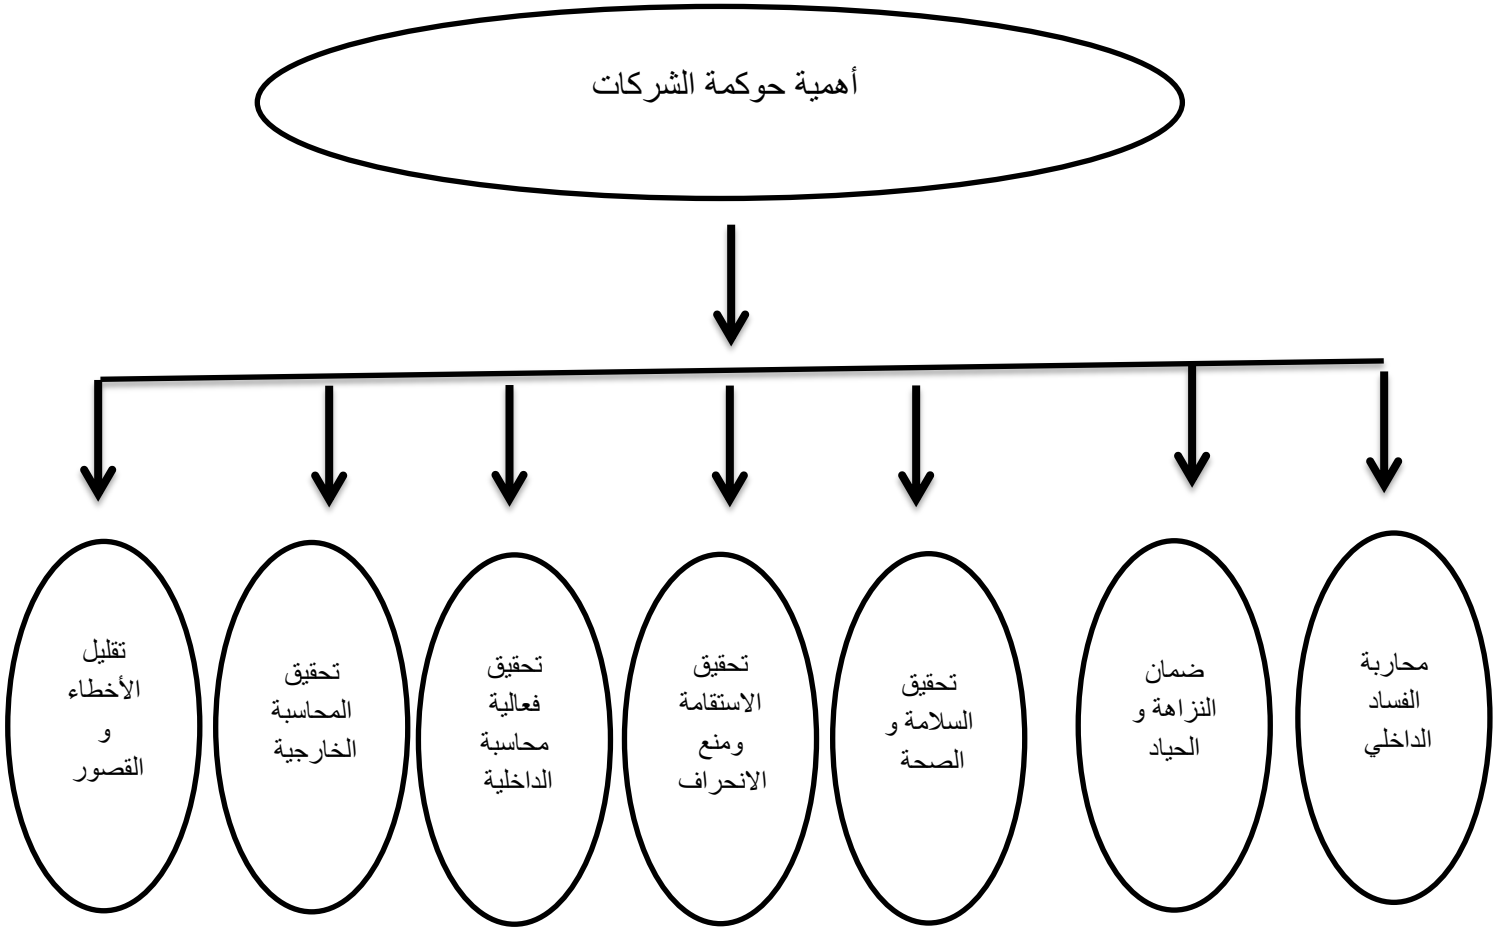 أهمية حوكمة الشركات
محاربة
الفساد
الداخلي
ضمان
النزاهة و
الحياد
تحقيق
السلامة و
الصحة
تحقيق
الاستقامة
ومنع
الانحراف
تحقيق
فعالية
محاسبة
الداخلية
تحقيق
المحاسبة
الخارجية
تقليل
الأخطاء
و
القصور